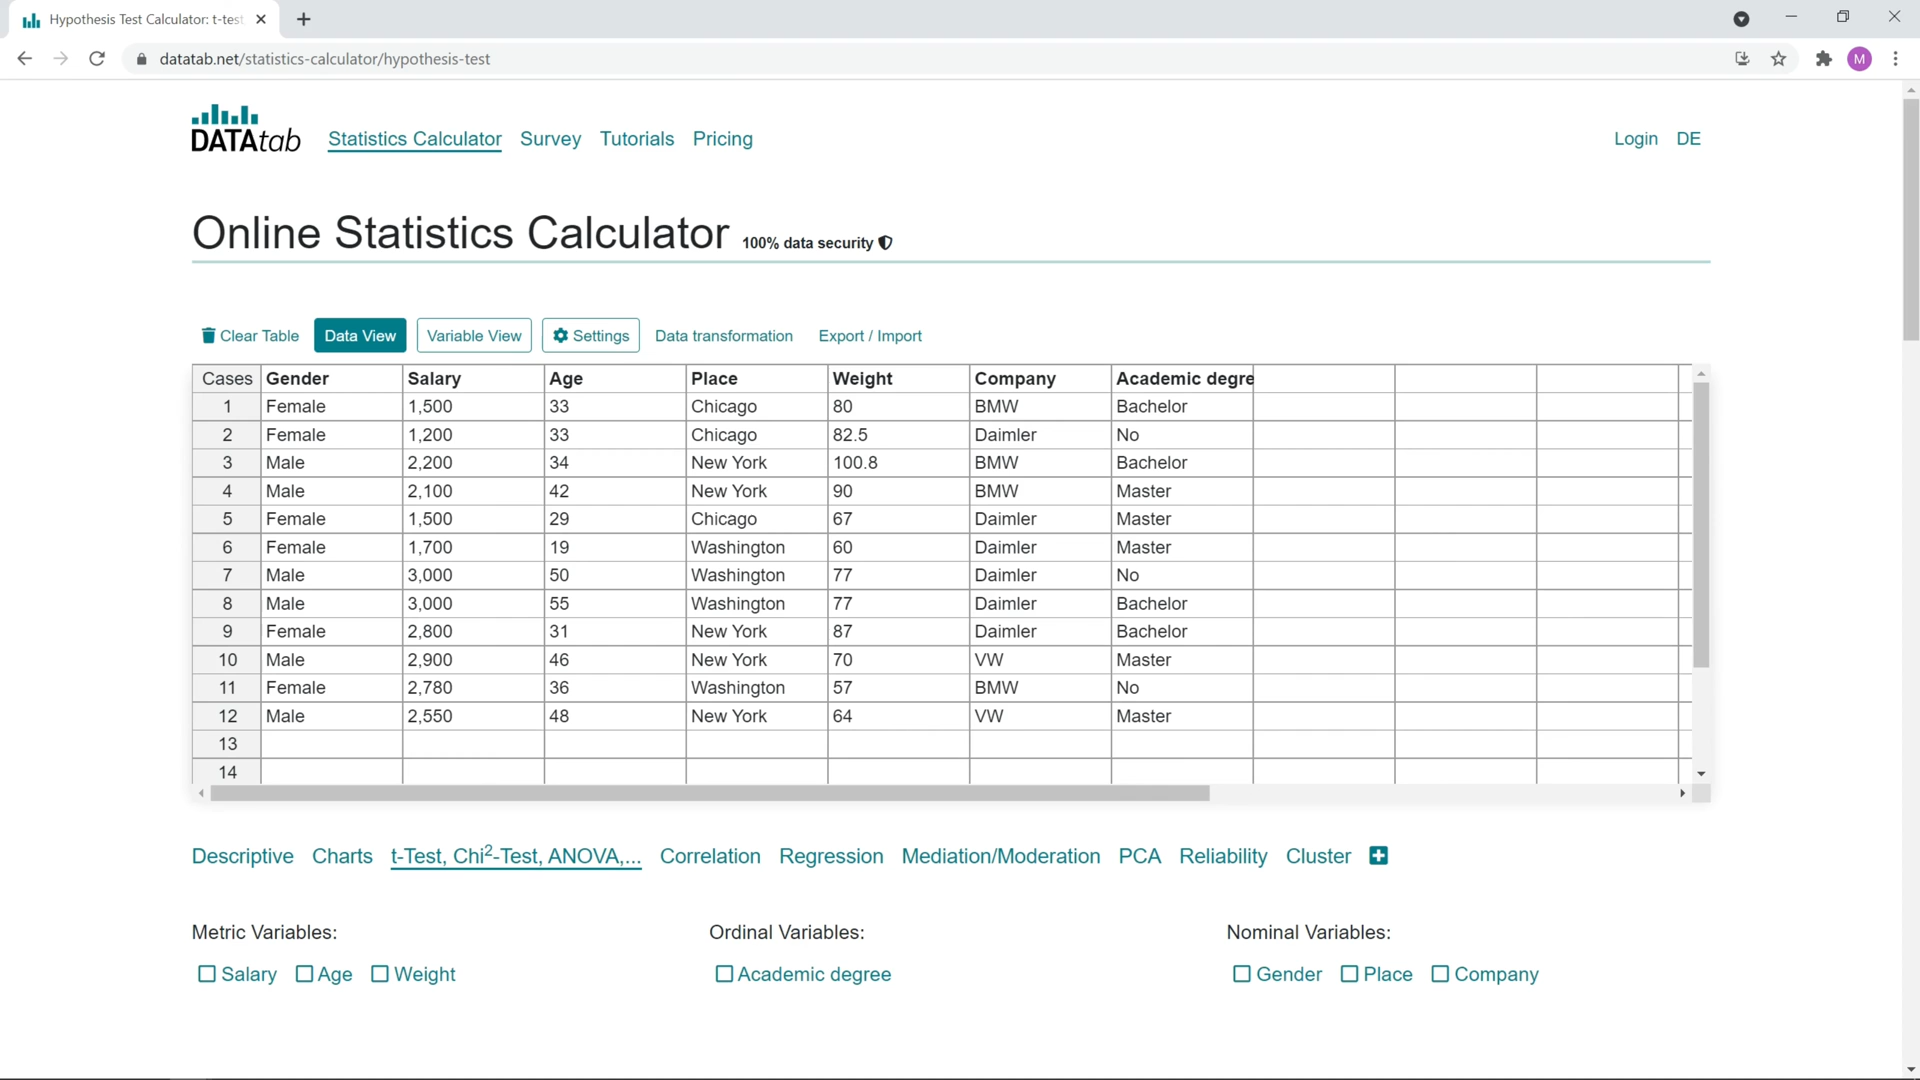 Hypothesis Test Calculator: t-test
datatab.net/statistics-calculator/hypothesis-test
M
DATAtab Statistics Calculator Survey Tutorials Pricing Login DE
Online Statistics Calculator 100% data security
Clear Table Data View Variable View Settings Data transformation Export / Import
Cases Gender Salary Age Place Weight Company Academic degre
1 Female 1,500 33 Chicago 80 BMW Bachelor
2 Female 1,200 33 Chicago 82.5 Daimler No
3 Male 2,200 34 New York 100.8 BMW Bachelor
4 Male 2,100 42 New York 90 BMW Master
5 Female 1,500 29 Chicago 67 Daimler Master
6 Female 1,700 19 Washington 60 Daimler Master
7 Male 3,000 50 Washington 77 Daimler No
8 Male 3,000 55 Washington 77 Daimler Bachelor
9 Female 2,800 31 New York 87 Daimler Bachelor
10 Male 2,900 46 New York 70 VW Master
11 Female 2,780 36 Washington 57 BMW No
12 Male 2,550 48 New York 64 VW Master
13
14
Descriptive Charts t-Test, Chi²-Test, ANOVA,... Correlation Regression Mediation/Moderation PCA Reliability Cluster
Metric Variables: Ordinal Variables: Nominal Variables:
Salary Age Weight Academic degree Gender Place Company